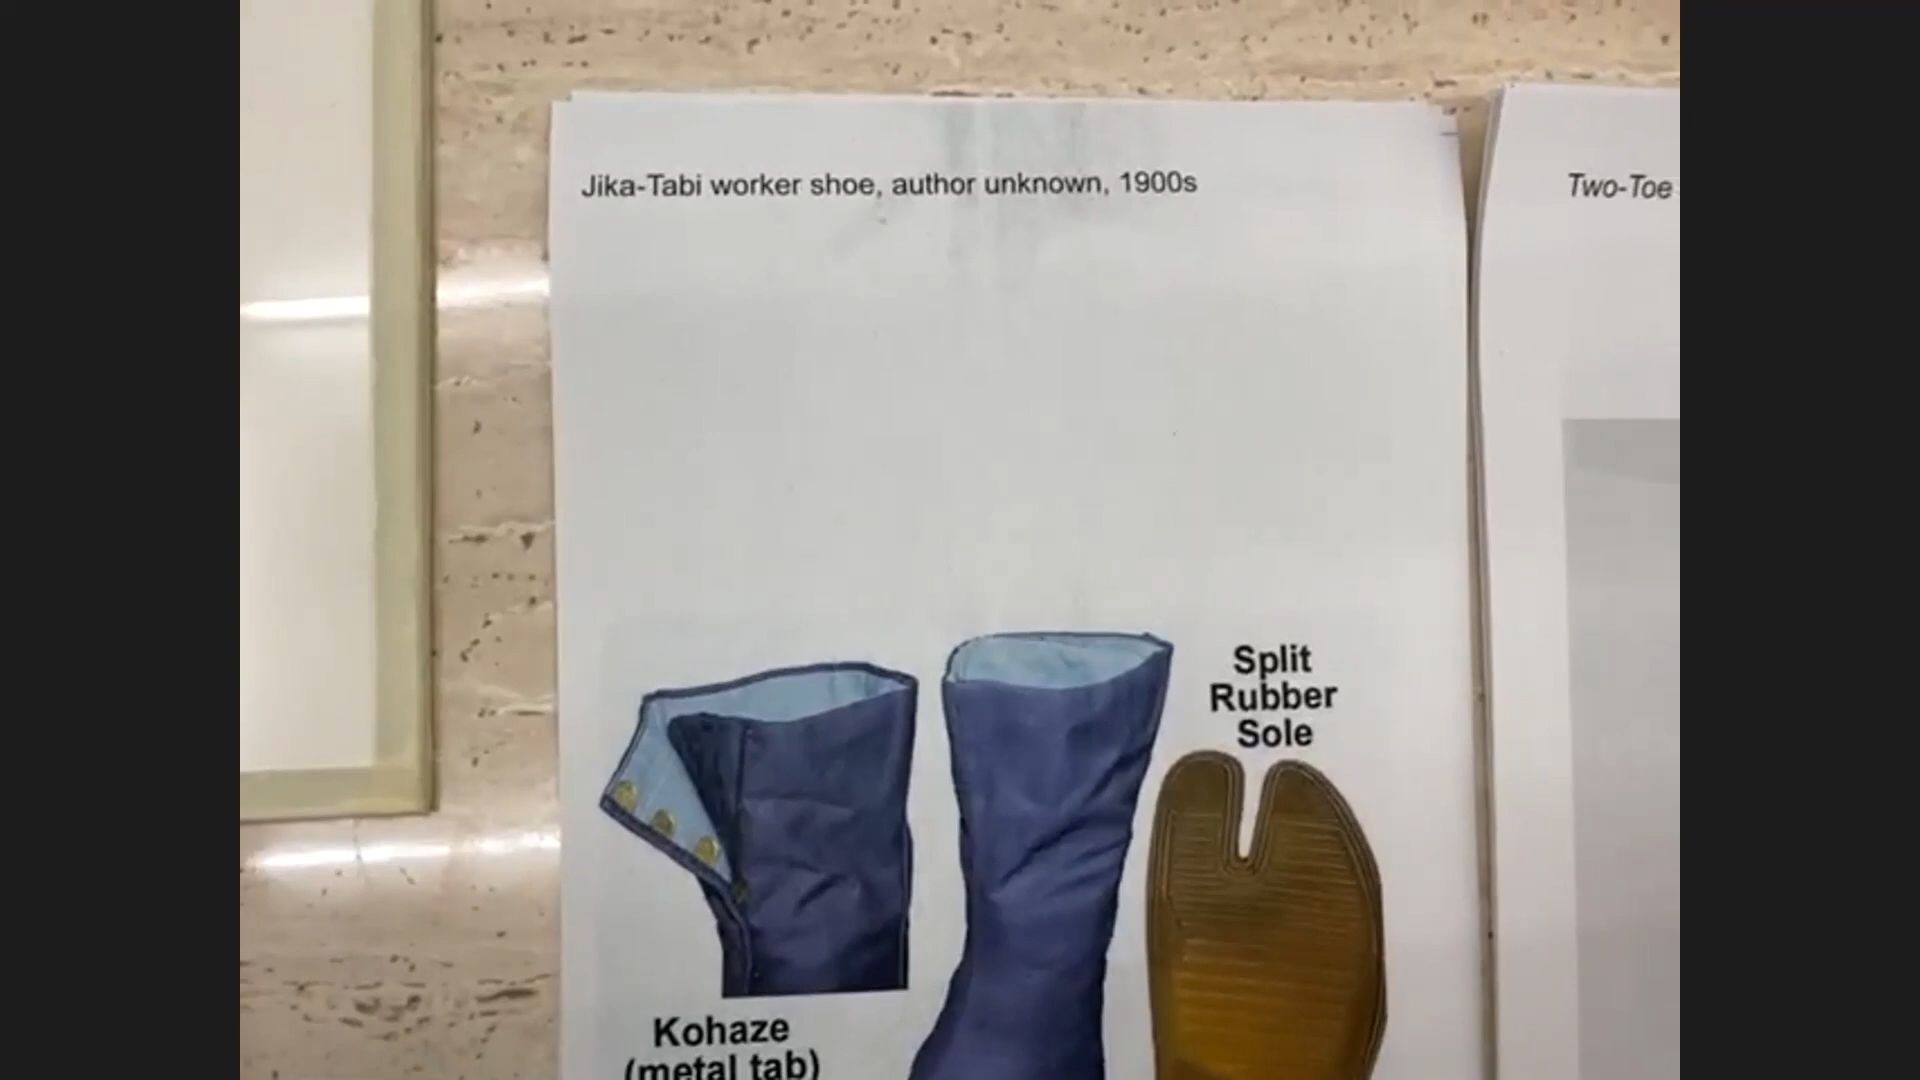 Jika-Tabi worker shoe, author unknown, 1900s
Two-Toe
Split
Rubber
Sole
Kohaze
(metal tab)